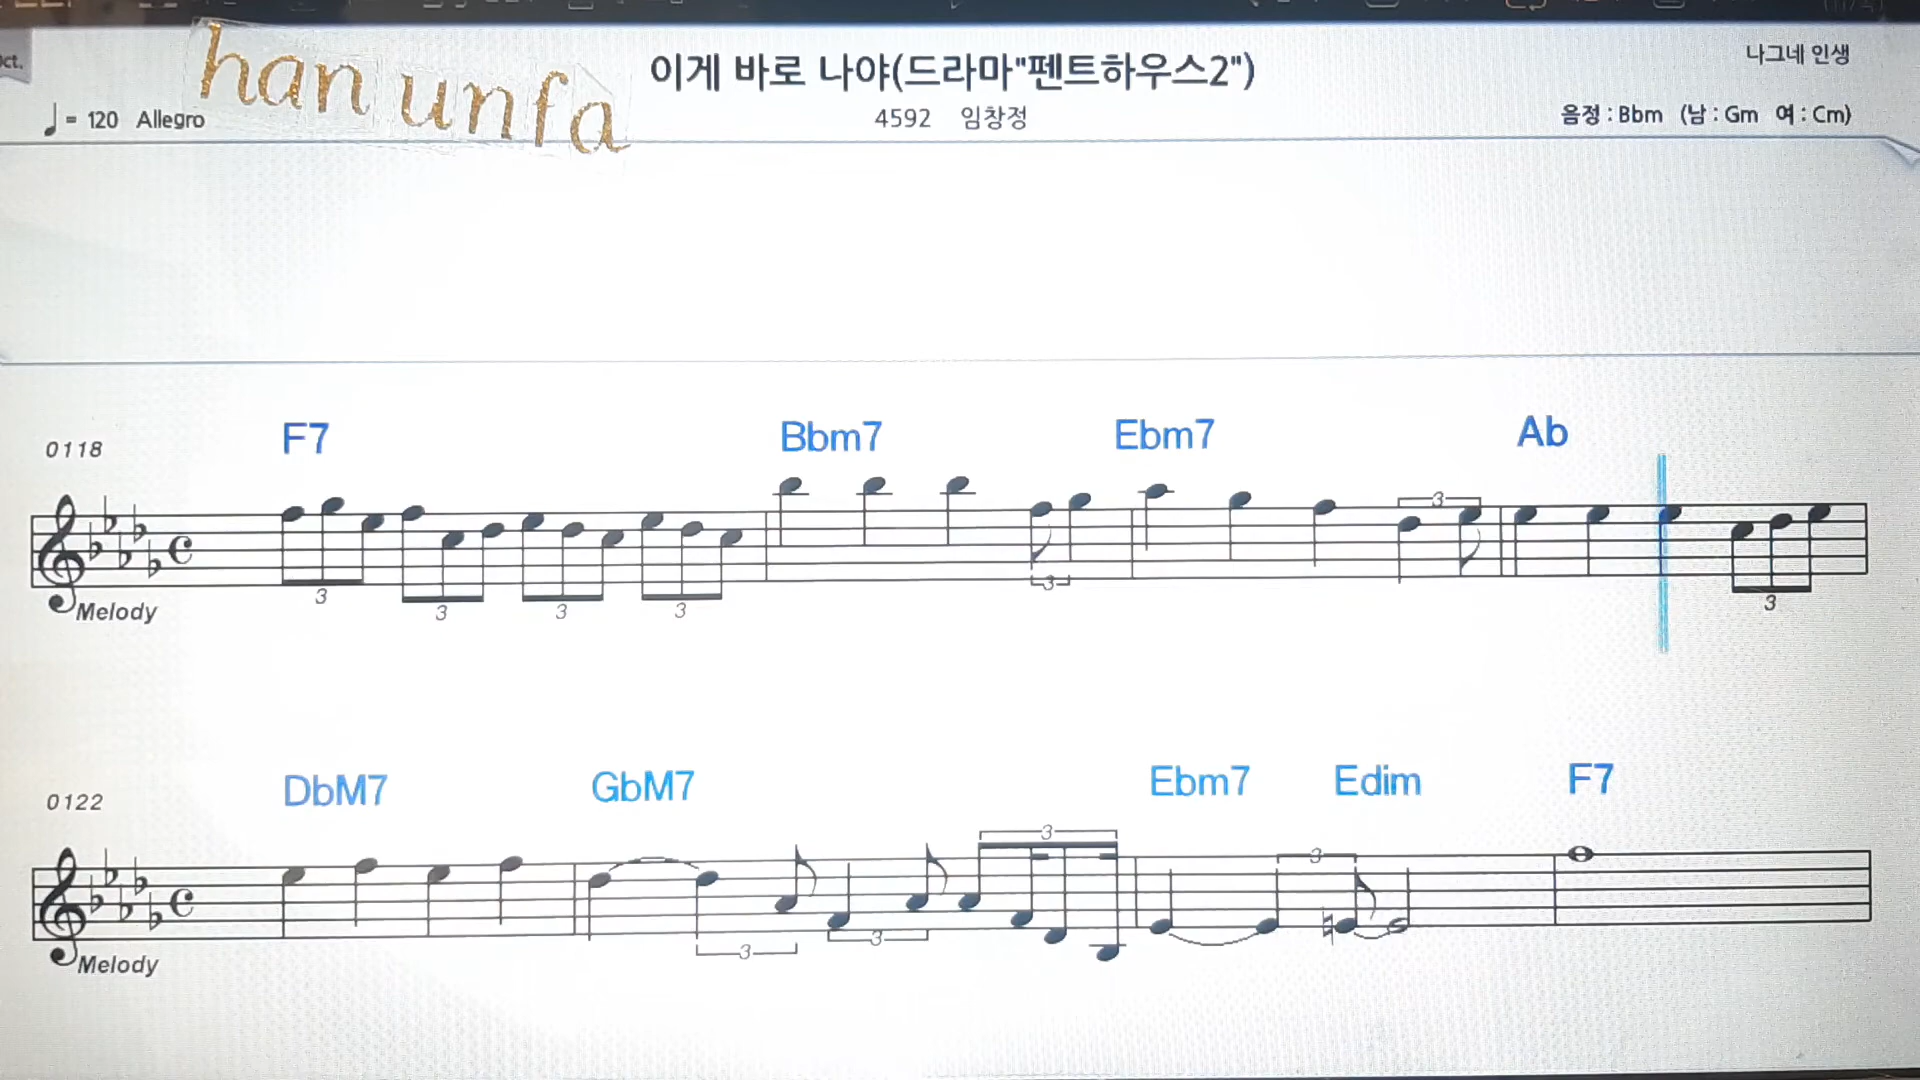 han unfa
이게 바로 나야(드라마"펜트하우스2")
나그네 인생
♩= 120 Allegro
4592 임창정
음정 : Bbm (남 : Gm 여 : Cm)
0118
F7 Bbm7 Ebm7 Ab
3 3 3 3 3 3 3
Melody
0122
DbM7 GbM7 Ebm7 Edim F7
3 3 3 3
Melody